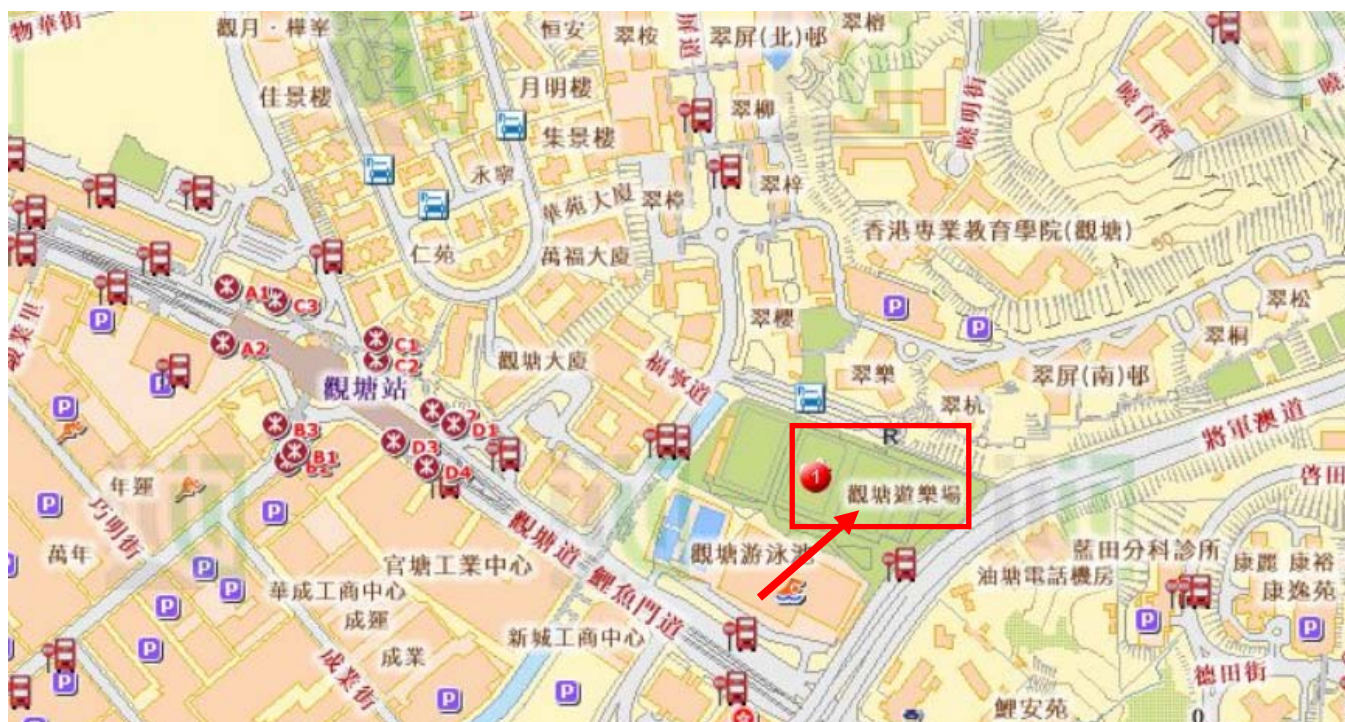 物華街
觀月·樺峯
恒安
翠桉
翠屏(北)邨
翠榕
佳景樓
月明樓
翠柳
曉明街
曉育徑
集景樓
永寧
翠梓
華苑大廈
翠樟
香港專業教育學院(觀塘)
仁苑
萬福大廈
50
A1
C3
P
P
翠松
P
翠櫻
翠桐
C1
A2
C2
觀塘大廈
福寧道
翠樂
翠屏(南)邨
觀塘站
P
翠杭
P
將軍澳道
B3
D1
R
B1
D3
D4
1
觀塘遊樂場
啓田
年運
P
P
巧明街
觀塘道
萬年
官塘工業中心
觀塘游泳池
藍田分科診所
康麗
康裕
油塘電話機房
康逸苑
P
P
華成工商中心
鯉魚門道
成運
P
P
新城工商中心
P
成業
成業街
德田街
P
P
P
鯉安苑
0